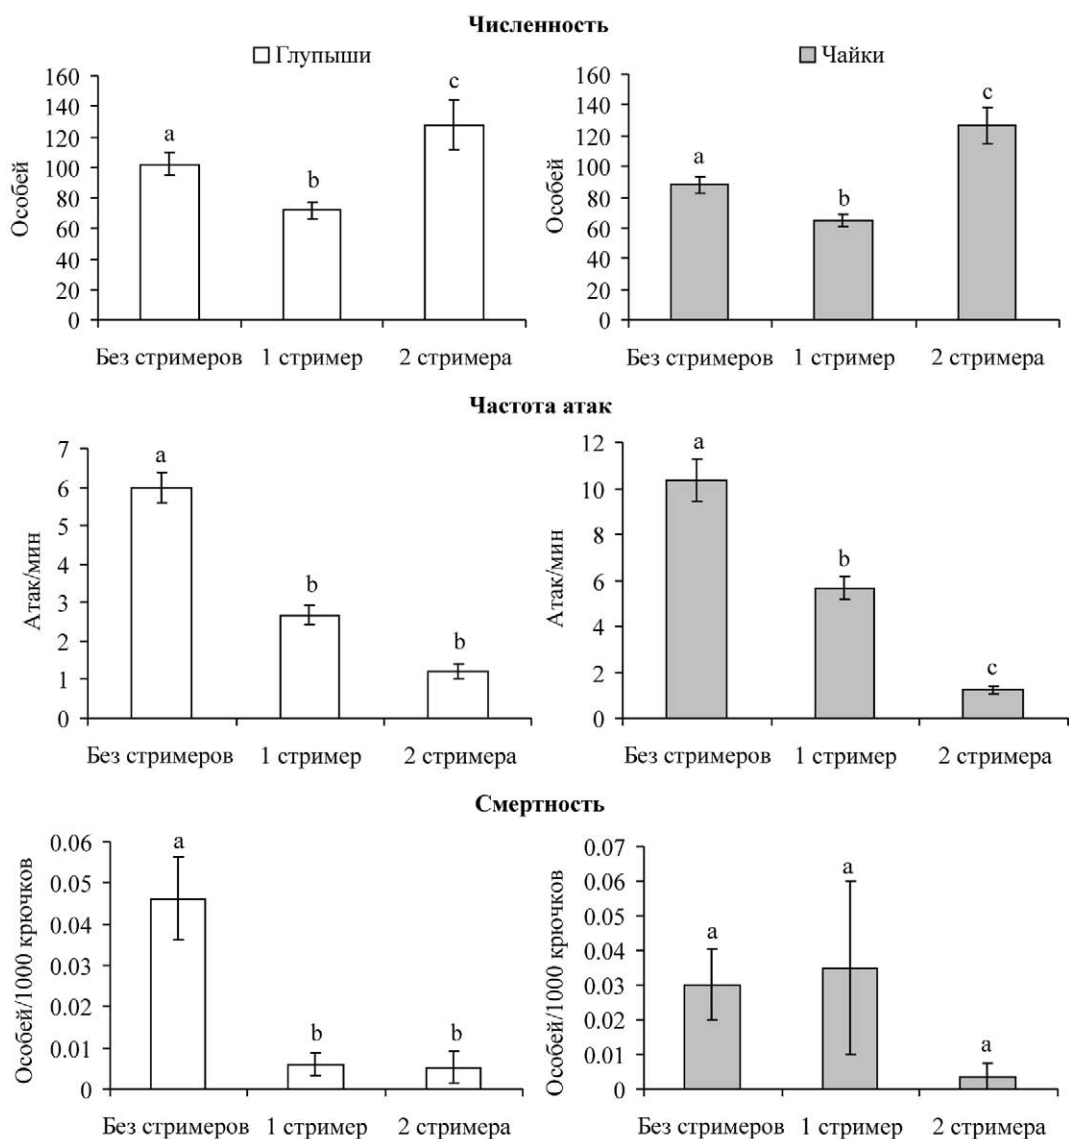 Численность
Глупыши
Чайки
Особей
160
140
120
100
80
60
40
20
0
a
b
c
Без стримеров 1 стример 2 стримера
Особей
160
140
120
100
80
60
40
20
0
a
b
c
Без стримеров 1 стример 2 стримера
Частота атак
Атак/мин
7
6
5
4
3
2
1
0
a
b
b
Без стримеров 1 стример 2 стримера
Атак/мин
12
10
8
6
4
2
0
a
b
c
Без стримеров 1 стример 2 стримера
Смертность
Особей/1000 крючков
0.06
0.05
0.04
0.03
0.02
0.01
0
a
b
b
Без стримеров 1 стример 2 стримера
Особей/1000 крючков
0.07
0.06
0.05
0.04
0.03
0.02
0.01
0
a
a
a
Без стримеров 1 стример 2 стримера